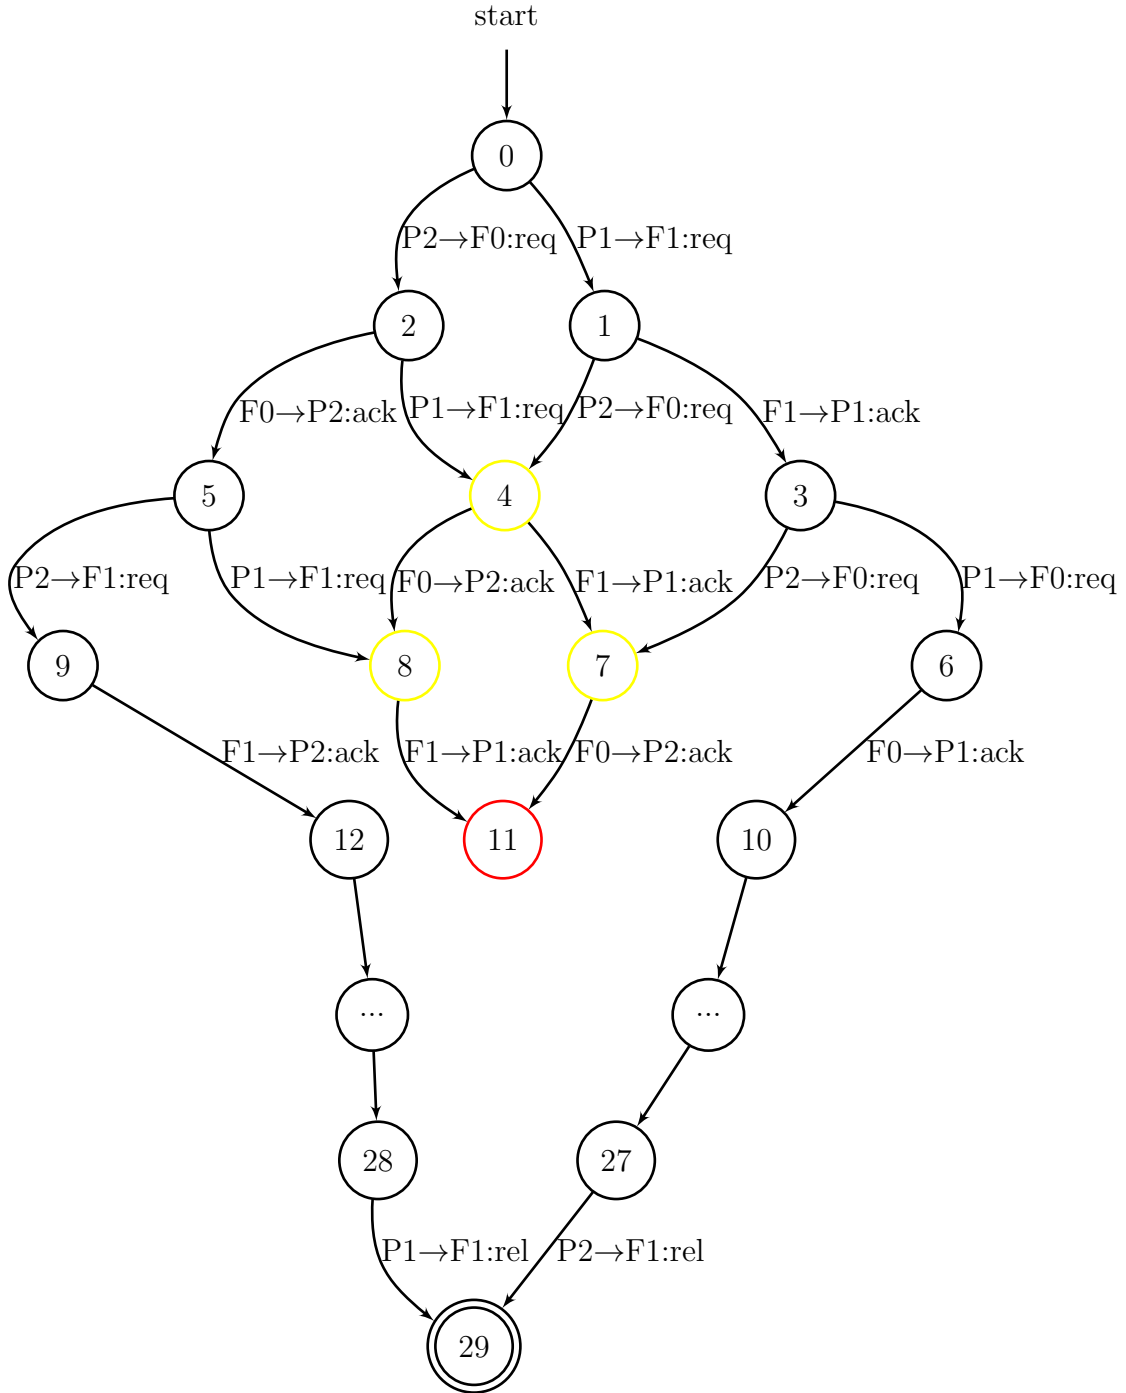 start
0
P2→F0:req
P1→F1:req
2
1
F0→P2:ack
P1→F1:req
P2→F0:req
F1→P1:ack
5
4
3
P2→F1:req
P1→F1:req
F0→P2:ack
F1→P1:ack
P2→F0:req
P1→F0:req
9
8
7
6
F1→P2:ack
F1→P1:ack
F0→P2:ack
F0→P1:ack
12
11
10
...
...
28
27
P1→F1:rel
P2→F1:rel
29